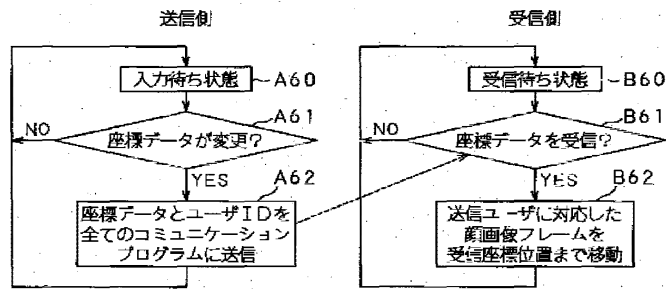 送信側
入力待ち状態
A60
座標データが変更?
A61
NO
YES
座標データとユーザIDを
全てのコミュニケーション
プログラムに送信
A62
受信側
受信待ち状態
B60
座標データを受信?
B61
NO
YES
送信ユーザに対応した
顔画像フレームを
受信座標位置まで移動
B62